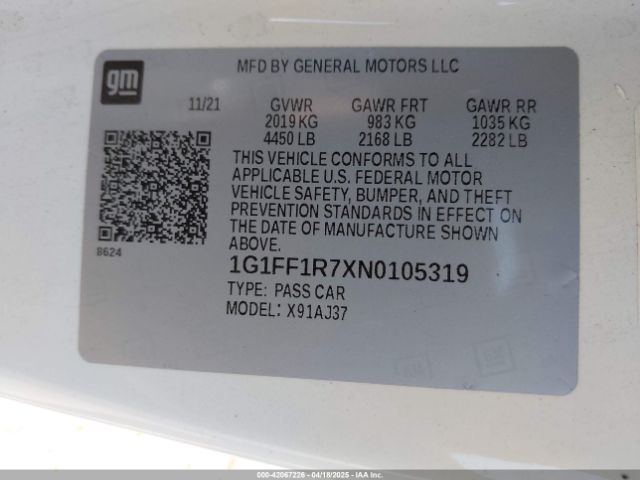 gm
MFD BY GENERAL MOTORS LLC
11/21 GVWR GAWR FRT GAWR RR
2019 KG 983 KG 1035 KG
4450 LB 2168 LB 2282 LB
THIS VEHICLE CONFORMS TO ALL
APPLICABLE U.S. FEDERAL MOTOR
VEHICLE SAFETY, BUMPER, AND THEFT
PREVENTION STANDARDS IN EFFECT ON
THE DATE OF MANUFACTURE SHOWN
ABOVE.
8624
1G1FF1R7XN0105319
TYPE: PASS CAR
MODEL: X91AJ37
000-42067226 - 04/18/2025 - IAA LLC